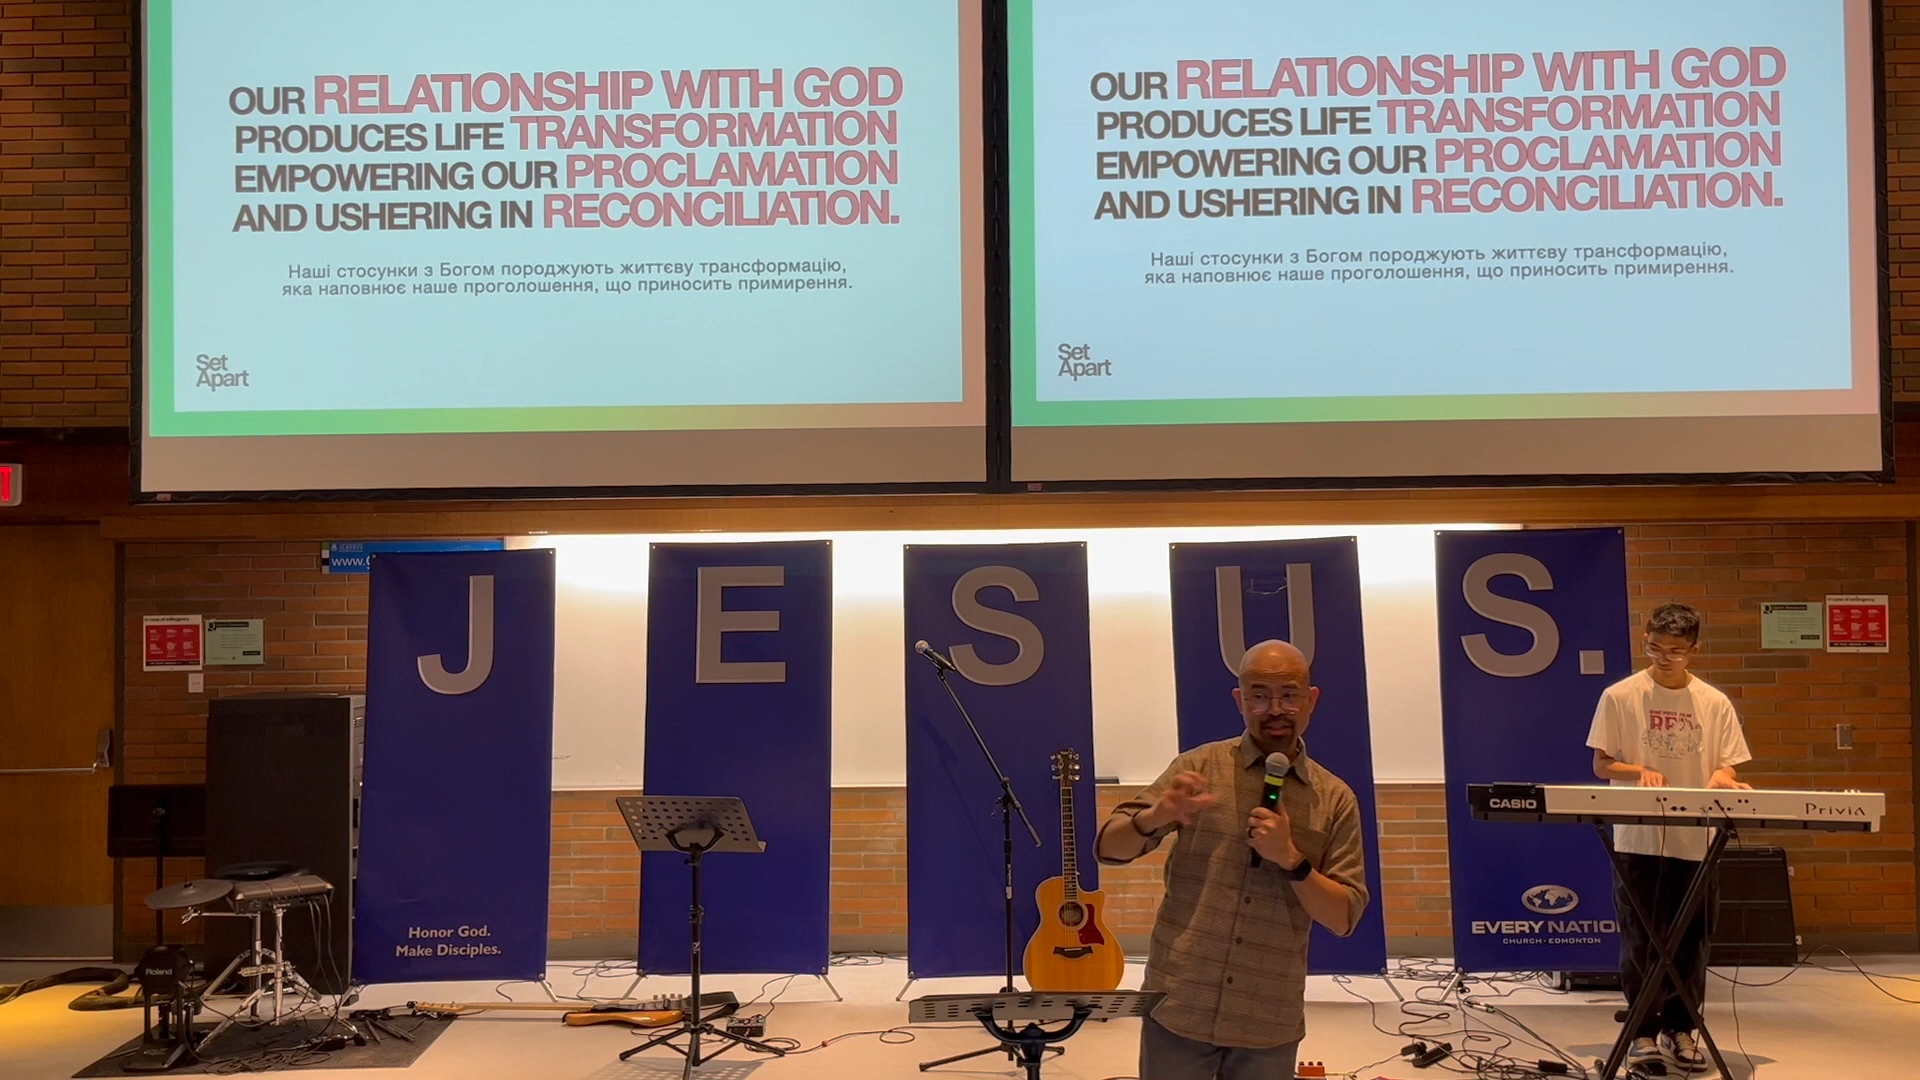 OUR RELATIONSHIP WITH GOD
PRODUCES LIFE TRANSFORMATION
EMPOWERING OUR PROCLAMATION
AND USHERING IN RECONCILIATION.
Наші стосунки з Богом породжують життєву трансформацію,
яка наповнює наше проголошення, що приносить примирення.
Set
Apart
OUR RELATIONSHIP WITH GOD
PRODUCES LIFE TRANSFORMATION
EMPOWERING OUR PROCLAMATION
AND USHERING IN RECONCILIATION.
Наші стосунки з Богом породжують життєву трансформацію,
яка наповнює наше проголошення, що приносить примирення.
Set
Apart
www.
J E S U S.
Honor God.
Make Disciples.
EVERY NATIO
CHURCH · EDMONTON
CASIO
Privia
Roland